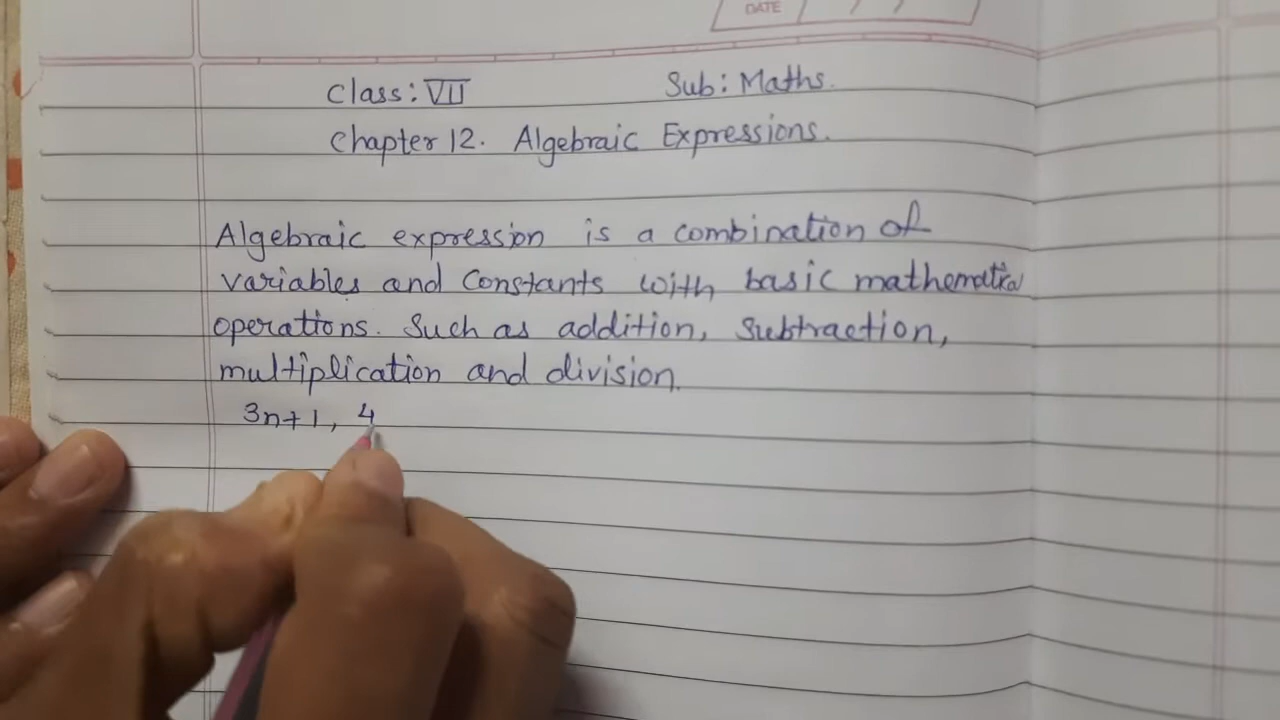 DATE
Class: VII Sub: Maths.
Chapter 12. Algebraic Expressions.
Algebraic expression is a combination of
variables and Constants with basic mathematical
operations. Such as addition, Subtraction,
multiplication and division.
3n+1, 4